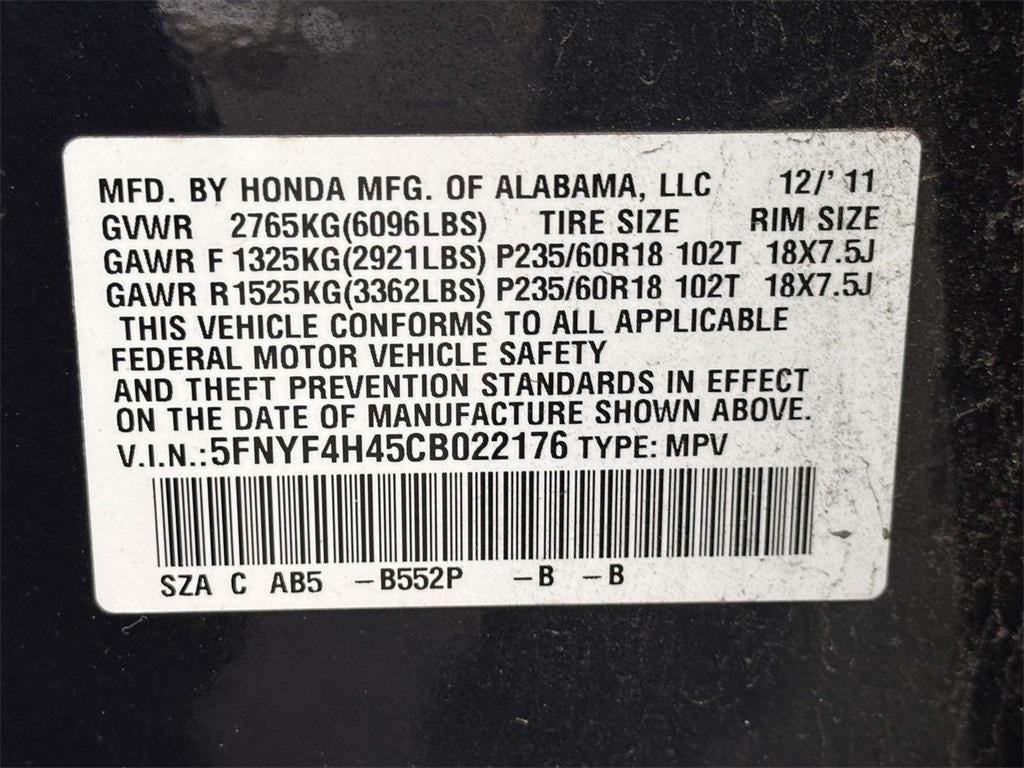 MFD. BY HONDA MFG. OF ALABAMA, LLC 12/' 11
GVWR 2765KG(6096LBS) TIRE SIZE RIM SIZE
GAWR F 1325KG(2921LBS) P235/60R18 102T 18X7.5J
GAWR R1525KG(3362LBS) P235/60R18 102T 18X7.5J
THIS VEHICLE CONFORMS TO ALL APPLICABLE
FEDERAL MOTOR VEHICLE SAFETY
AND THEFT PREVENTION STANDARDS IN EFFECT
ON THE DATE OF MANUFACTURE SHOWN ABOVE.
V.I.N.:5FNYF4H45CB022176 TYPE: MPV
SZA C AB5 –B552P –B –B